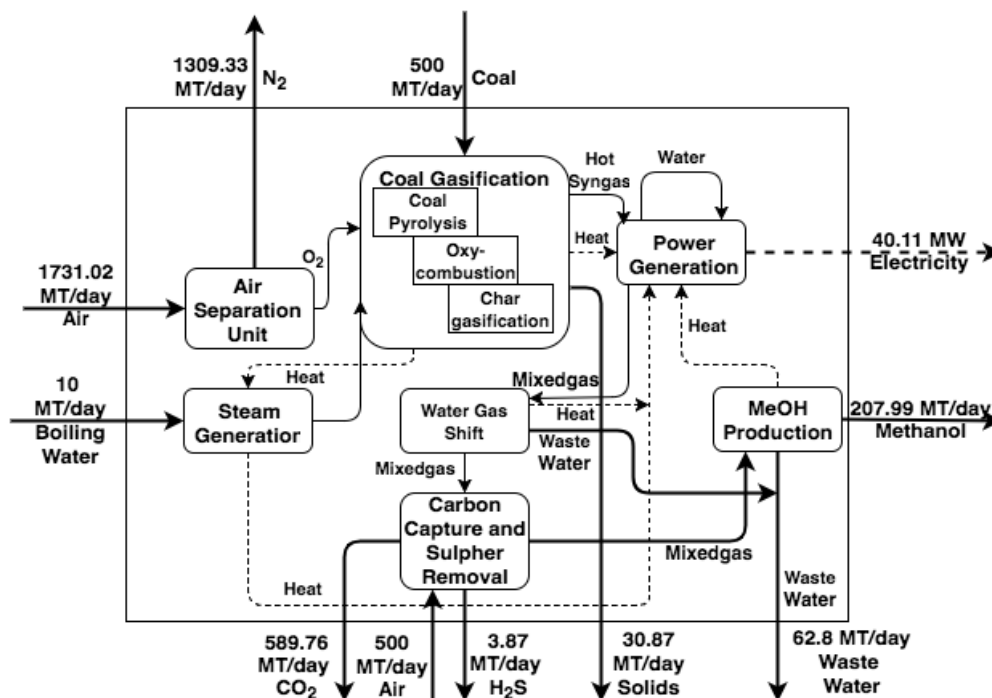 1309.33
MT/day
N2
500
MT/day
Coal
Coal Gasification
Coal
Pyrolysis
Oxy-
combustion
Char
gasification
Hot
Syngas
Water
Heat
Power
Generation
40.11 MW
Electricity
O2
1731.02
MT/day
Air
Air
Separation
Unit
Heat
Heat
10
MT/day
Boiling
Water
Steam
Generation
Mixedgas
Water Gas
Shift
Heat
Waste
Water
MeOH
Production
207.99 MT/day
Methanol
Mixedgas
Carbon
Capture and
Sulpher
Removal
Mixedgas
Heat
Waste
Water
589.76
MT/day
CO2
500
MT/day
Air
3.87
MT/day
H2S
30.87
MT/day
Solids
62.8 MT/day
Waste
Water